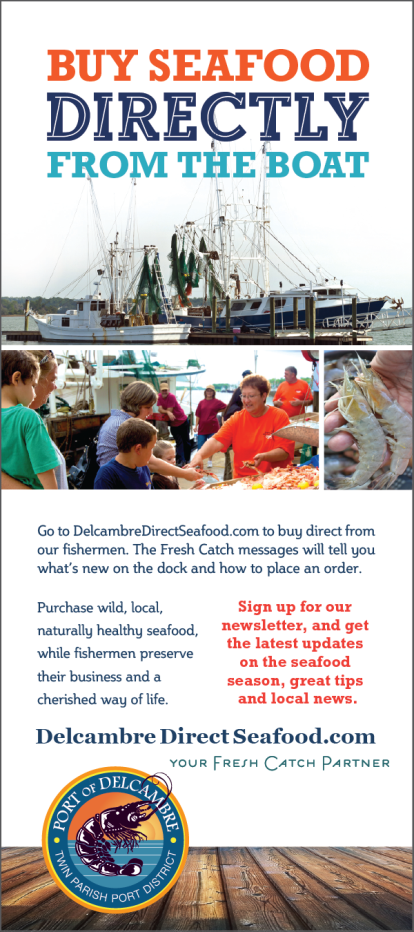 BUY SEAFOOD
DIRECTLY
FROM THE BOAT
Go to DelcambreDirectSeafood.com to buy direct from
our fishermen. The Fresh Catch messages will tell you
what's new on the dock and how to place an order.
Purchase wild, local,
naturally healthy seafood,
while fishermen preserve
their business and a
cherished way of life.
Sign up for our
newsletter, and get
the latest updates
on the seafood
season, great tips
and local news.
Delcambre Direct Seafood.com
YOUR FRESH CATCH PARTNER
PORT OF DELCAMBRE
TWIN PARISH PORT DISTRICT